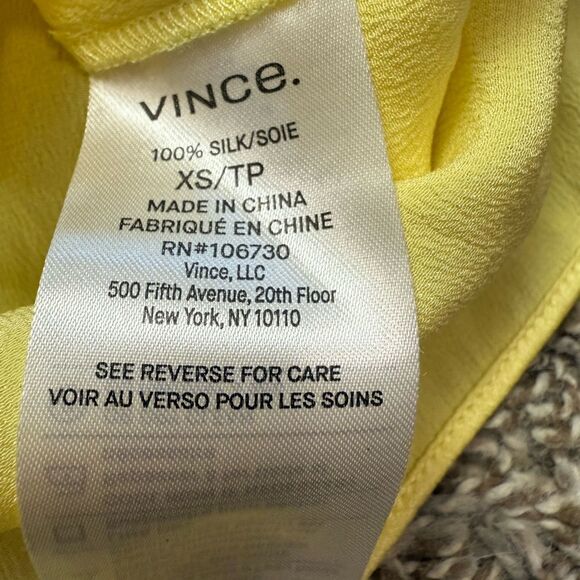 VINCe.
100% SILK/SOIE
XS/TP
MADE IN CHINA
FABRIQUÉ EN CHINE
RN#106730
Vince, LLC
500 Fifth Avenue, 20th Floor
New York, NY 10110
SEE REVERSE FOR CARE
VOIR AU VERSO POUR LES SOINS